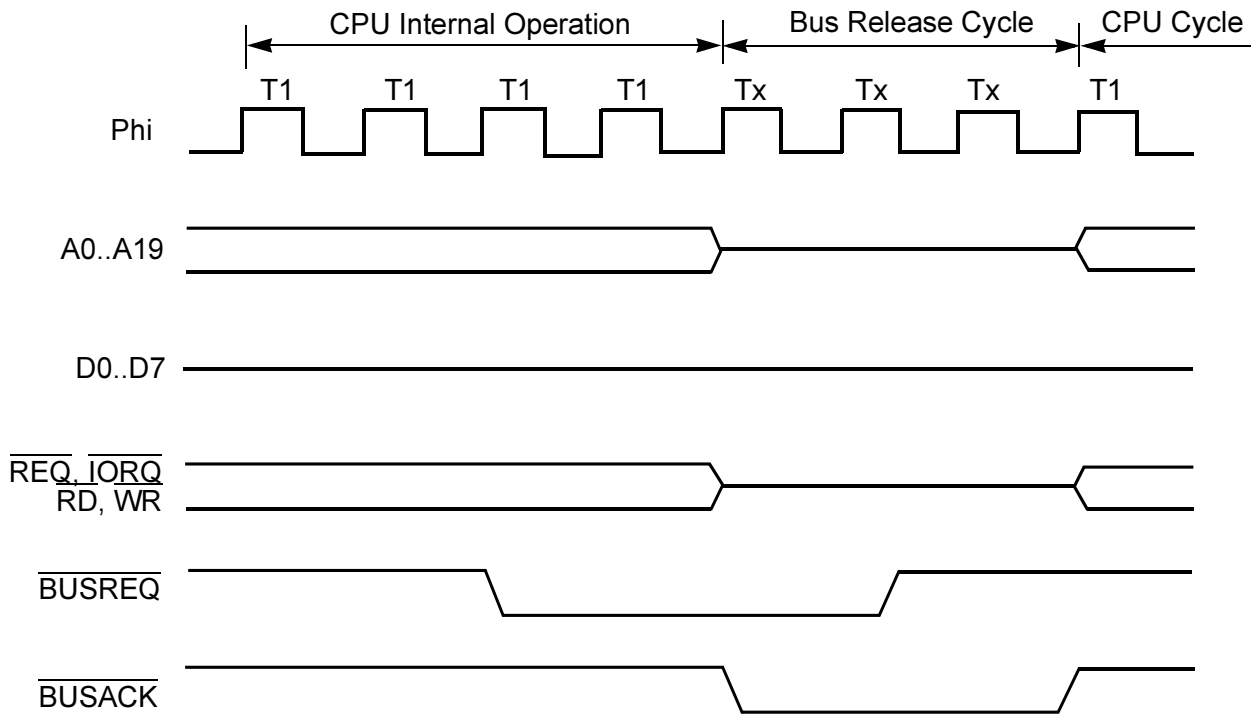 CPU Internal Operation Bus Release Cycle CPU Cycle
T1 T1 T1 T1 Tx Tx Tx T1
Phi
A0..A19
D0..D7
REQ, IORQ
RD, WR
BUSREQ
BUSACK